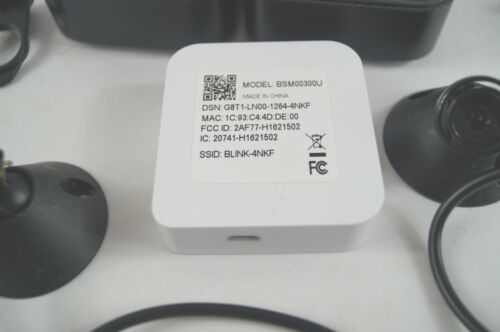 MODEL: BSM00300U
MADE IN CHINA
DSN: G8T1-LN00-1264-4NKF
MAC: 1C:93:C4:4D:DE:00
FCC ID: 2AF77-H1621502
IC: 20741-H1621502
SSID: BLINK-4NKF
FC